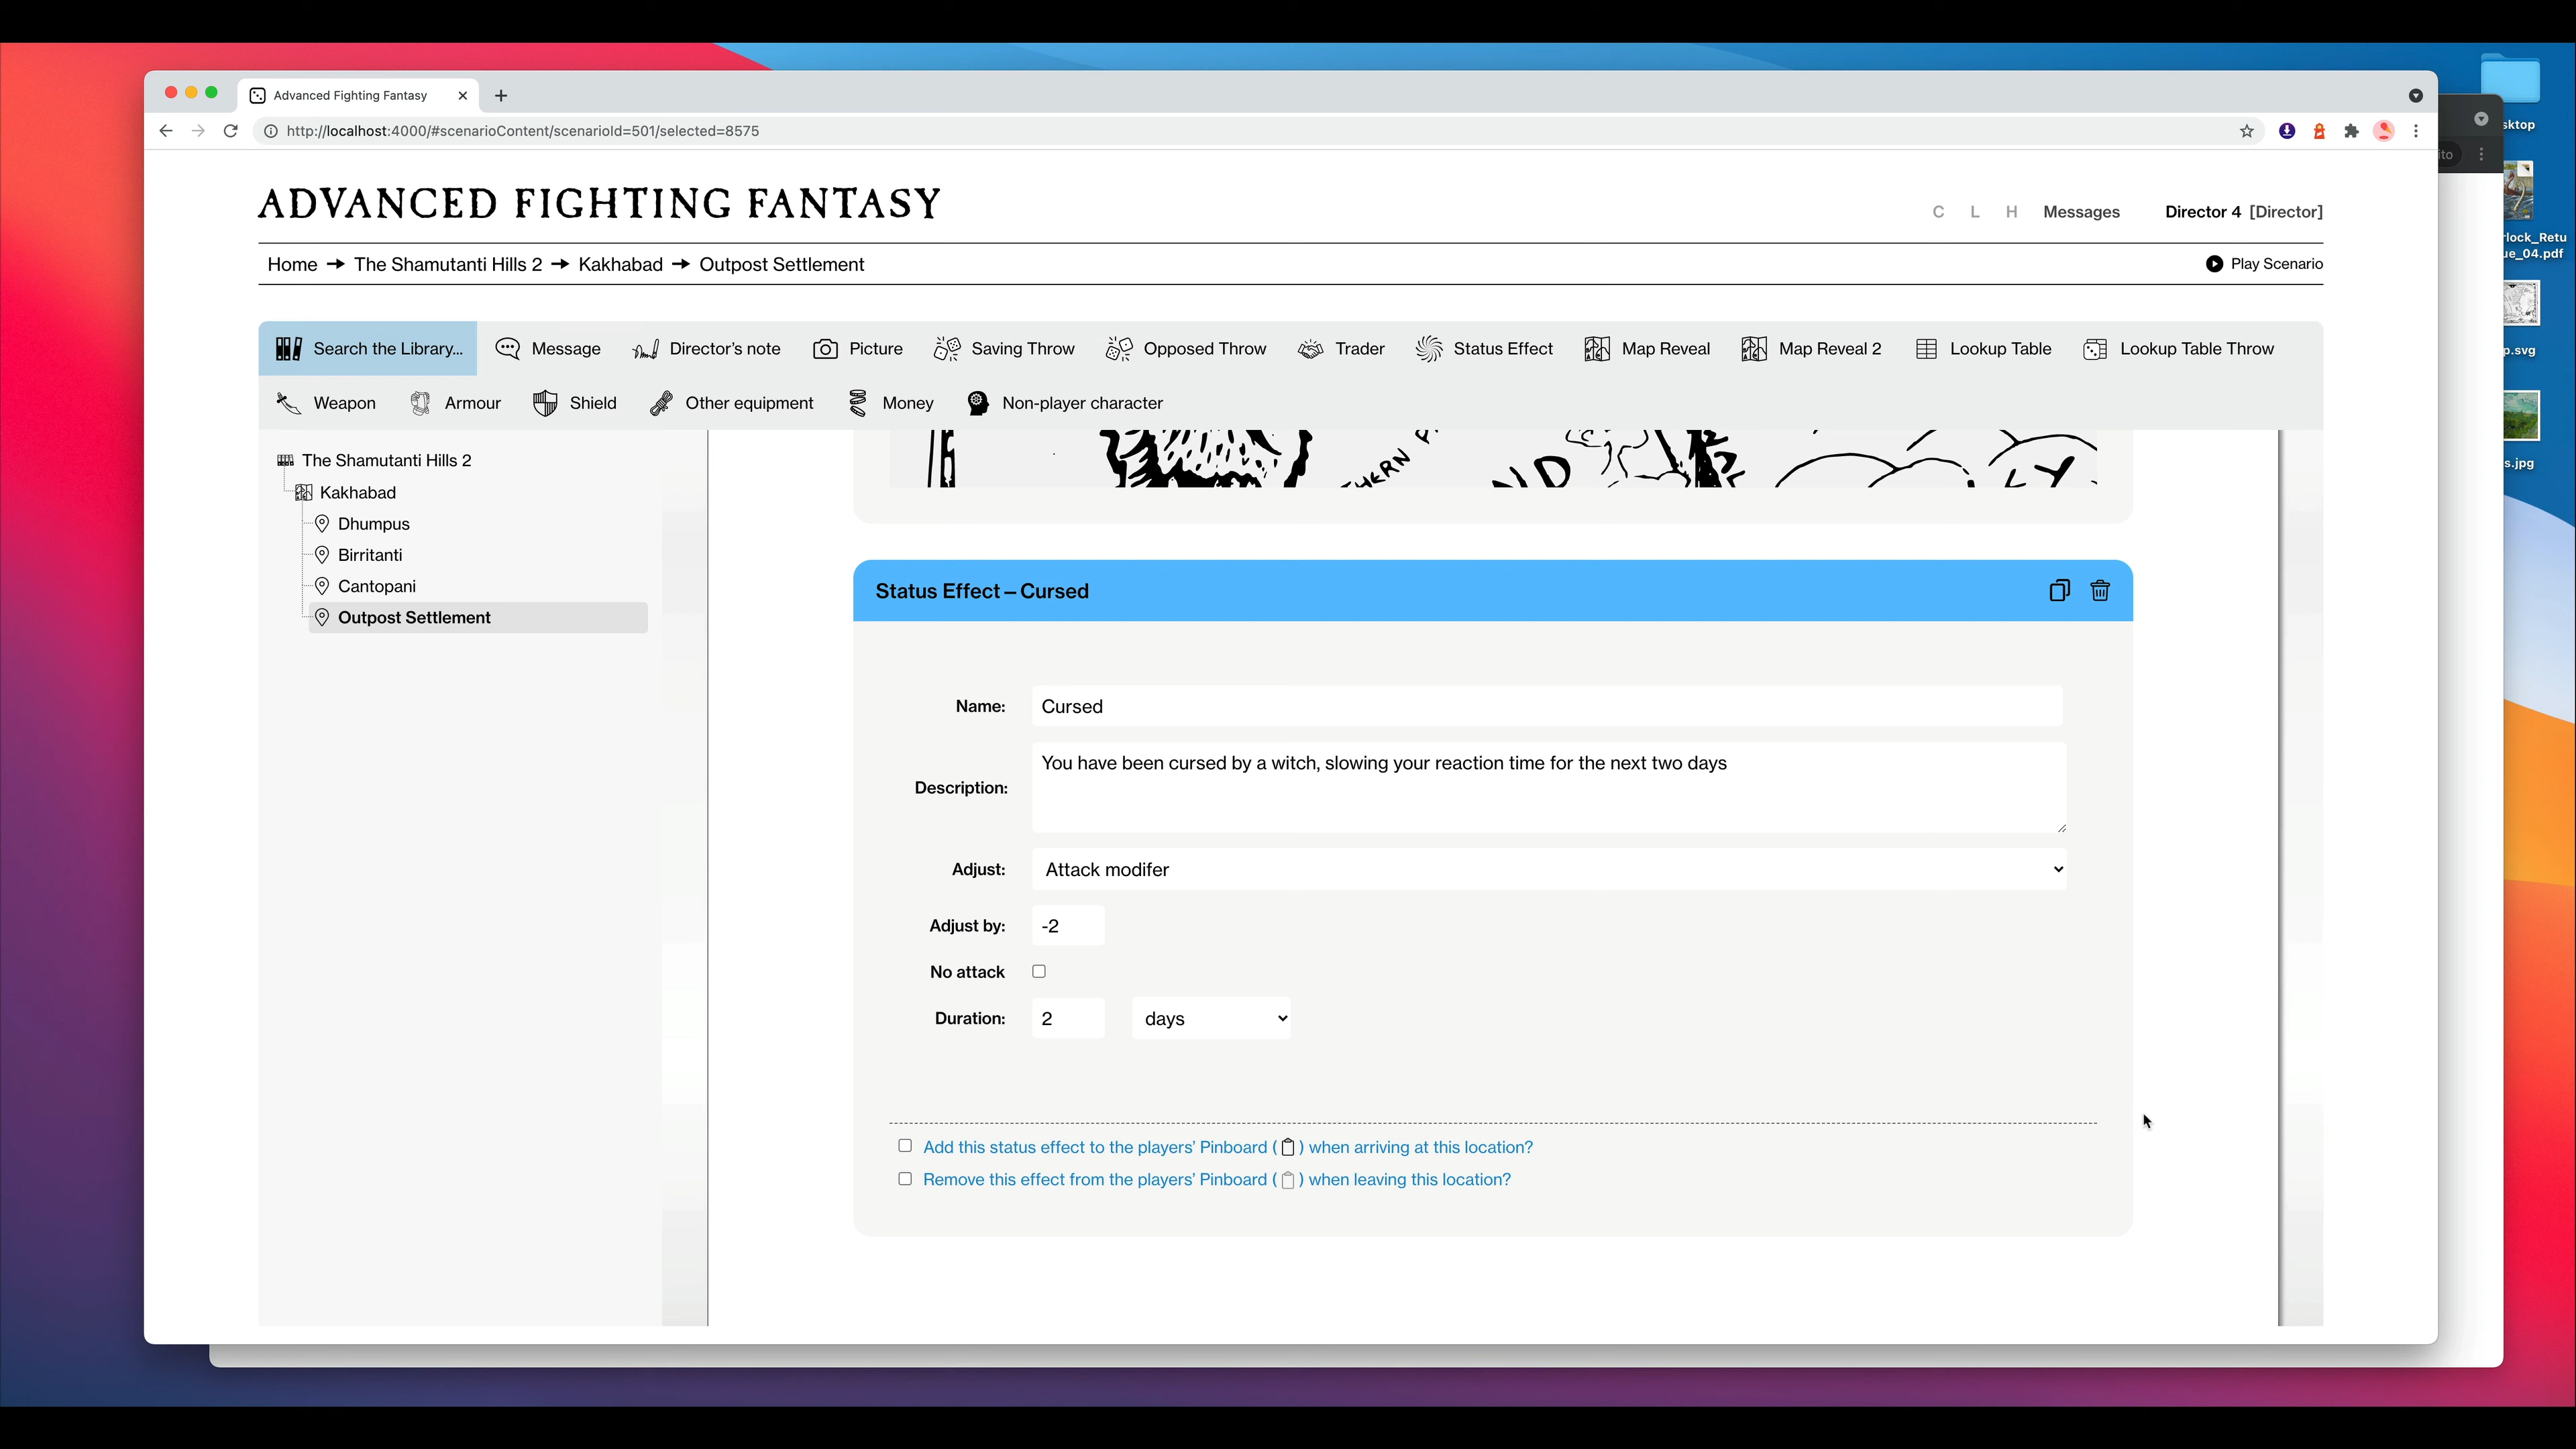 Advanced Fighting Fantasy
http://localhost:4000/#scenarioContent/scenarioId=501/selected=8575
ito
sktop
ADVANCED FIGHTING FANTASY
C L H Messages Director 4 [Director]
Home → The Shamutanti Hills 2 → Kakhabad → Outpost Settlement
Play Scenario
rlock_Retu
ue_04.pdf
p.svg
s.jpg
Search the Library... Message Director's note Picture Saving Throw Opposed Throw Trader Status Effect Map Reveal Map Reveal 2 Lookup Table Lookup Table Throw
Weapon Armour Shield Other equipment Money Non-player character
The Shamutanti Hills 2
Kakhabad
Dhumpus
Birritanti
Cantopani
Outpost Settlement
Status Effect – Cursed
Name: Cursed
Description: You have been cursed by a witch, slowing your reaction time for the next two days
Adjust: Attack modifer
Adjust by: -2
No attack
Duration: 2 days
Add this status effect to the players' Pinboard ( ) when arriving at this location?
Remove this effect from the players' Pinboard ( ) when leaving this location?